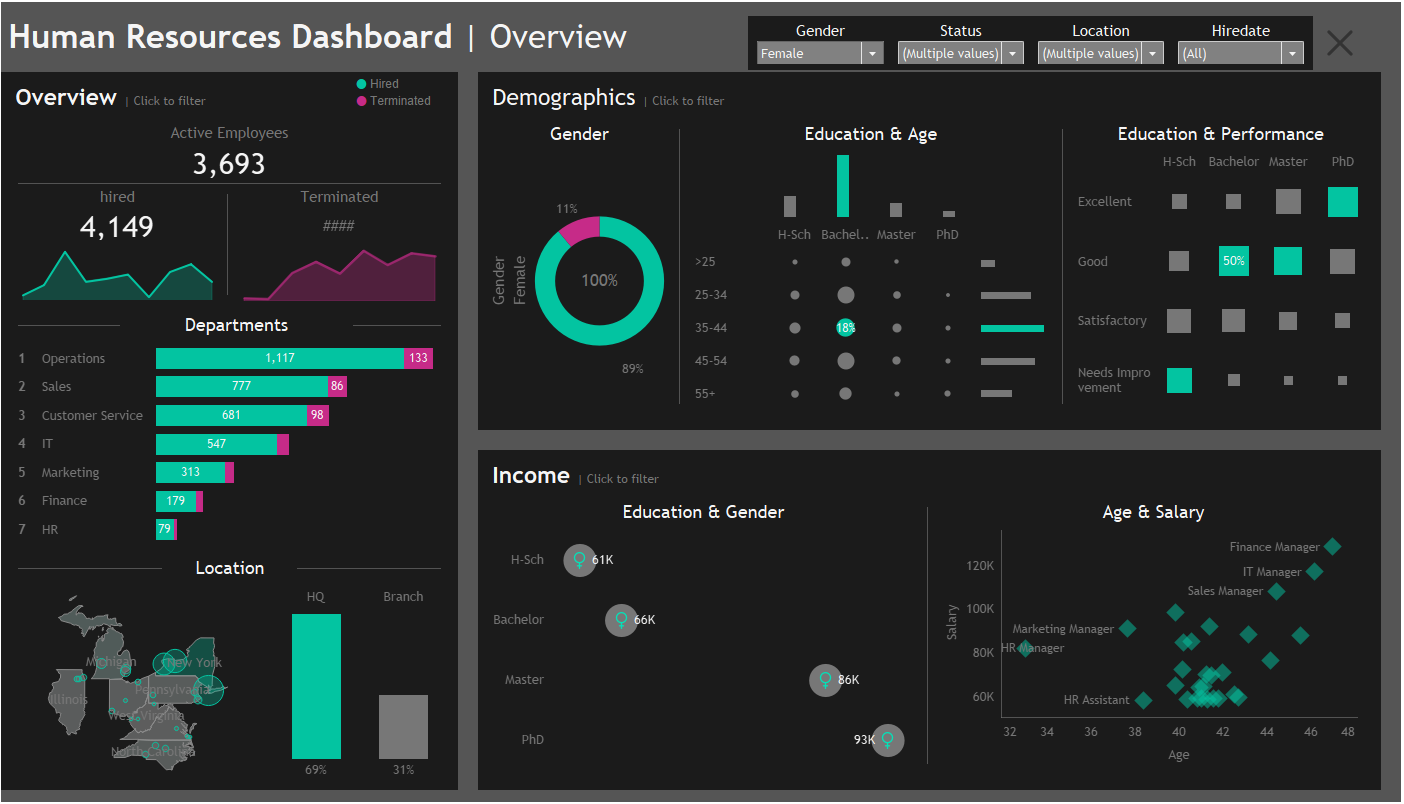 Human Resources Dashboard | Overview
Gender Status Location Hiredate
Female (Multiple values) (Multiple values) (All)
Overview | Click to filter
Hired
Terminated
Active Employees
3,693
hired Terminated
4,149 ####
Departments
1 Operations 1,117 133
2 Sales 777 86
3 Customer Service 681 98
4 IT 547
5 Marketing 313
6 Finance 179
7 HR 79
Location
HQ Branch
Michigan
New York
Illinois
Pennsylvania
West Virginia
North Carolina
69% 31%
Demographics | Click to filter
Gender
11%
Gender
Female
100%
89%
Education & Age
H-Sch Bachel.. Master PhD
>25
25-34
35-44 18%
45-54
55+
Education & Performance
H-Sch Bachelor Master PhD
Excellent
Good 50%
Satisfactory
Needs Impro
vement
Income | Click to filter
Education & Gender
H-Sch 61K
Bachelor 66K
Master 86K
PhD 93K
Age & Salary
Finance Manager
120K
IT Manager
Sales Manager
100K
Marketing Manager
80K
HR Manager
60K
HR Assistant
Salary
32 34 36 38 40 42 44 46 48
Age